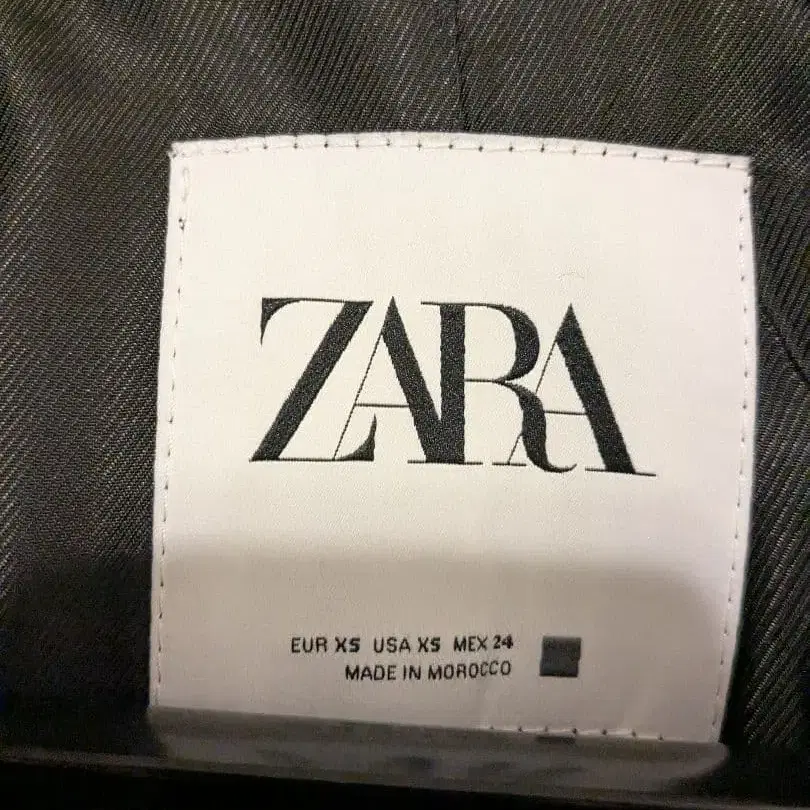 ZARA
EUR XS USA XS MEX 24
MADE IN MOROCCO